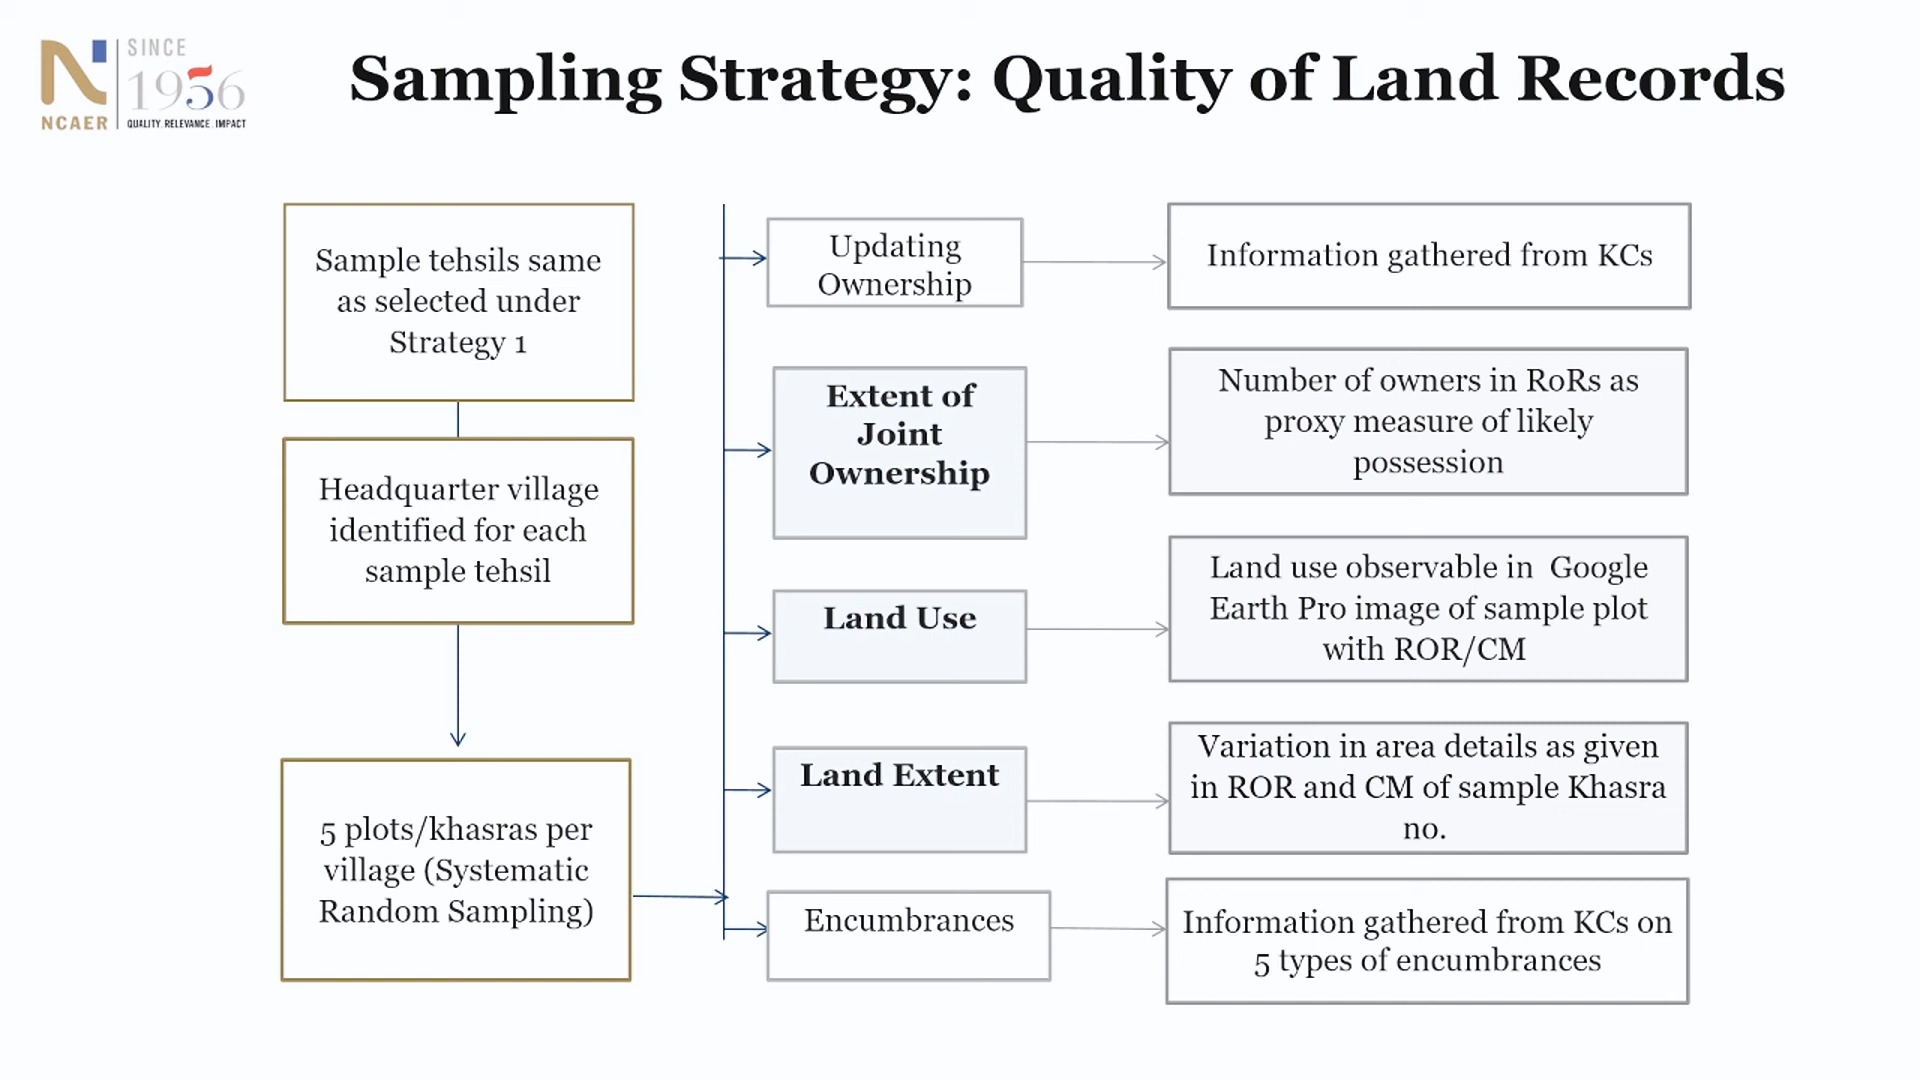 SINCE
1956
NCAER
QUALITY. RELEVANCE. IMPACT
Sampling Strategy: Quality of Land Records
Sample tehsils same
as selected under
Strategy 1
Headquarter village
identified for each
sample tehsil
5 plots/khasras per
village (Systematic
Random Sampling)
Updating
Ownership
Information gathered from KCs
Extent of
Joint
Ownership
Number of owners in RoRs as
proxy measure of likely
possession
Land Use
Land use observable in  Google
Earth Pro image of sample plot
with ROR/CM
Land Extent
Variation in area details as given
in ROR and CM of sample Khasra
no.
Encumbrances
Information gathered from KCs on
5 types of encumbrances